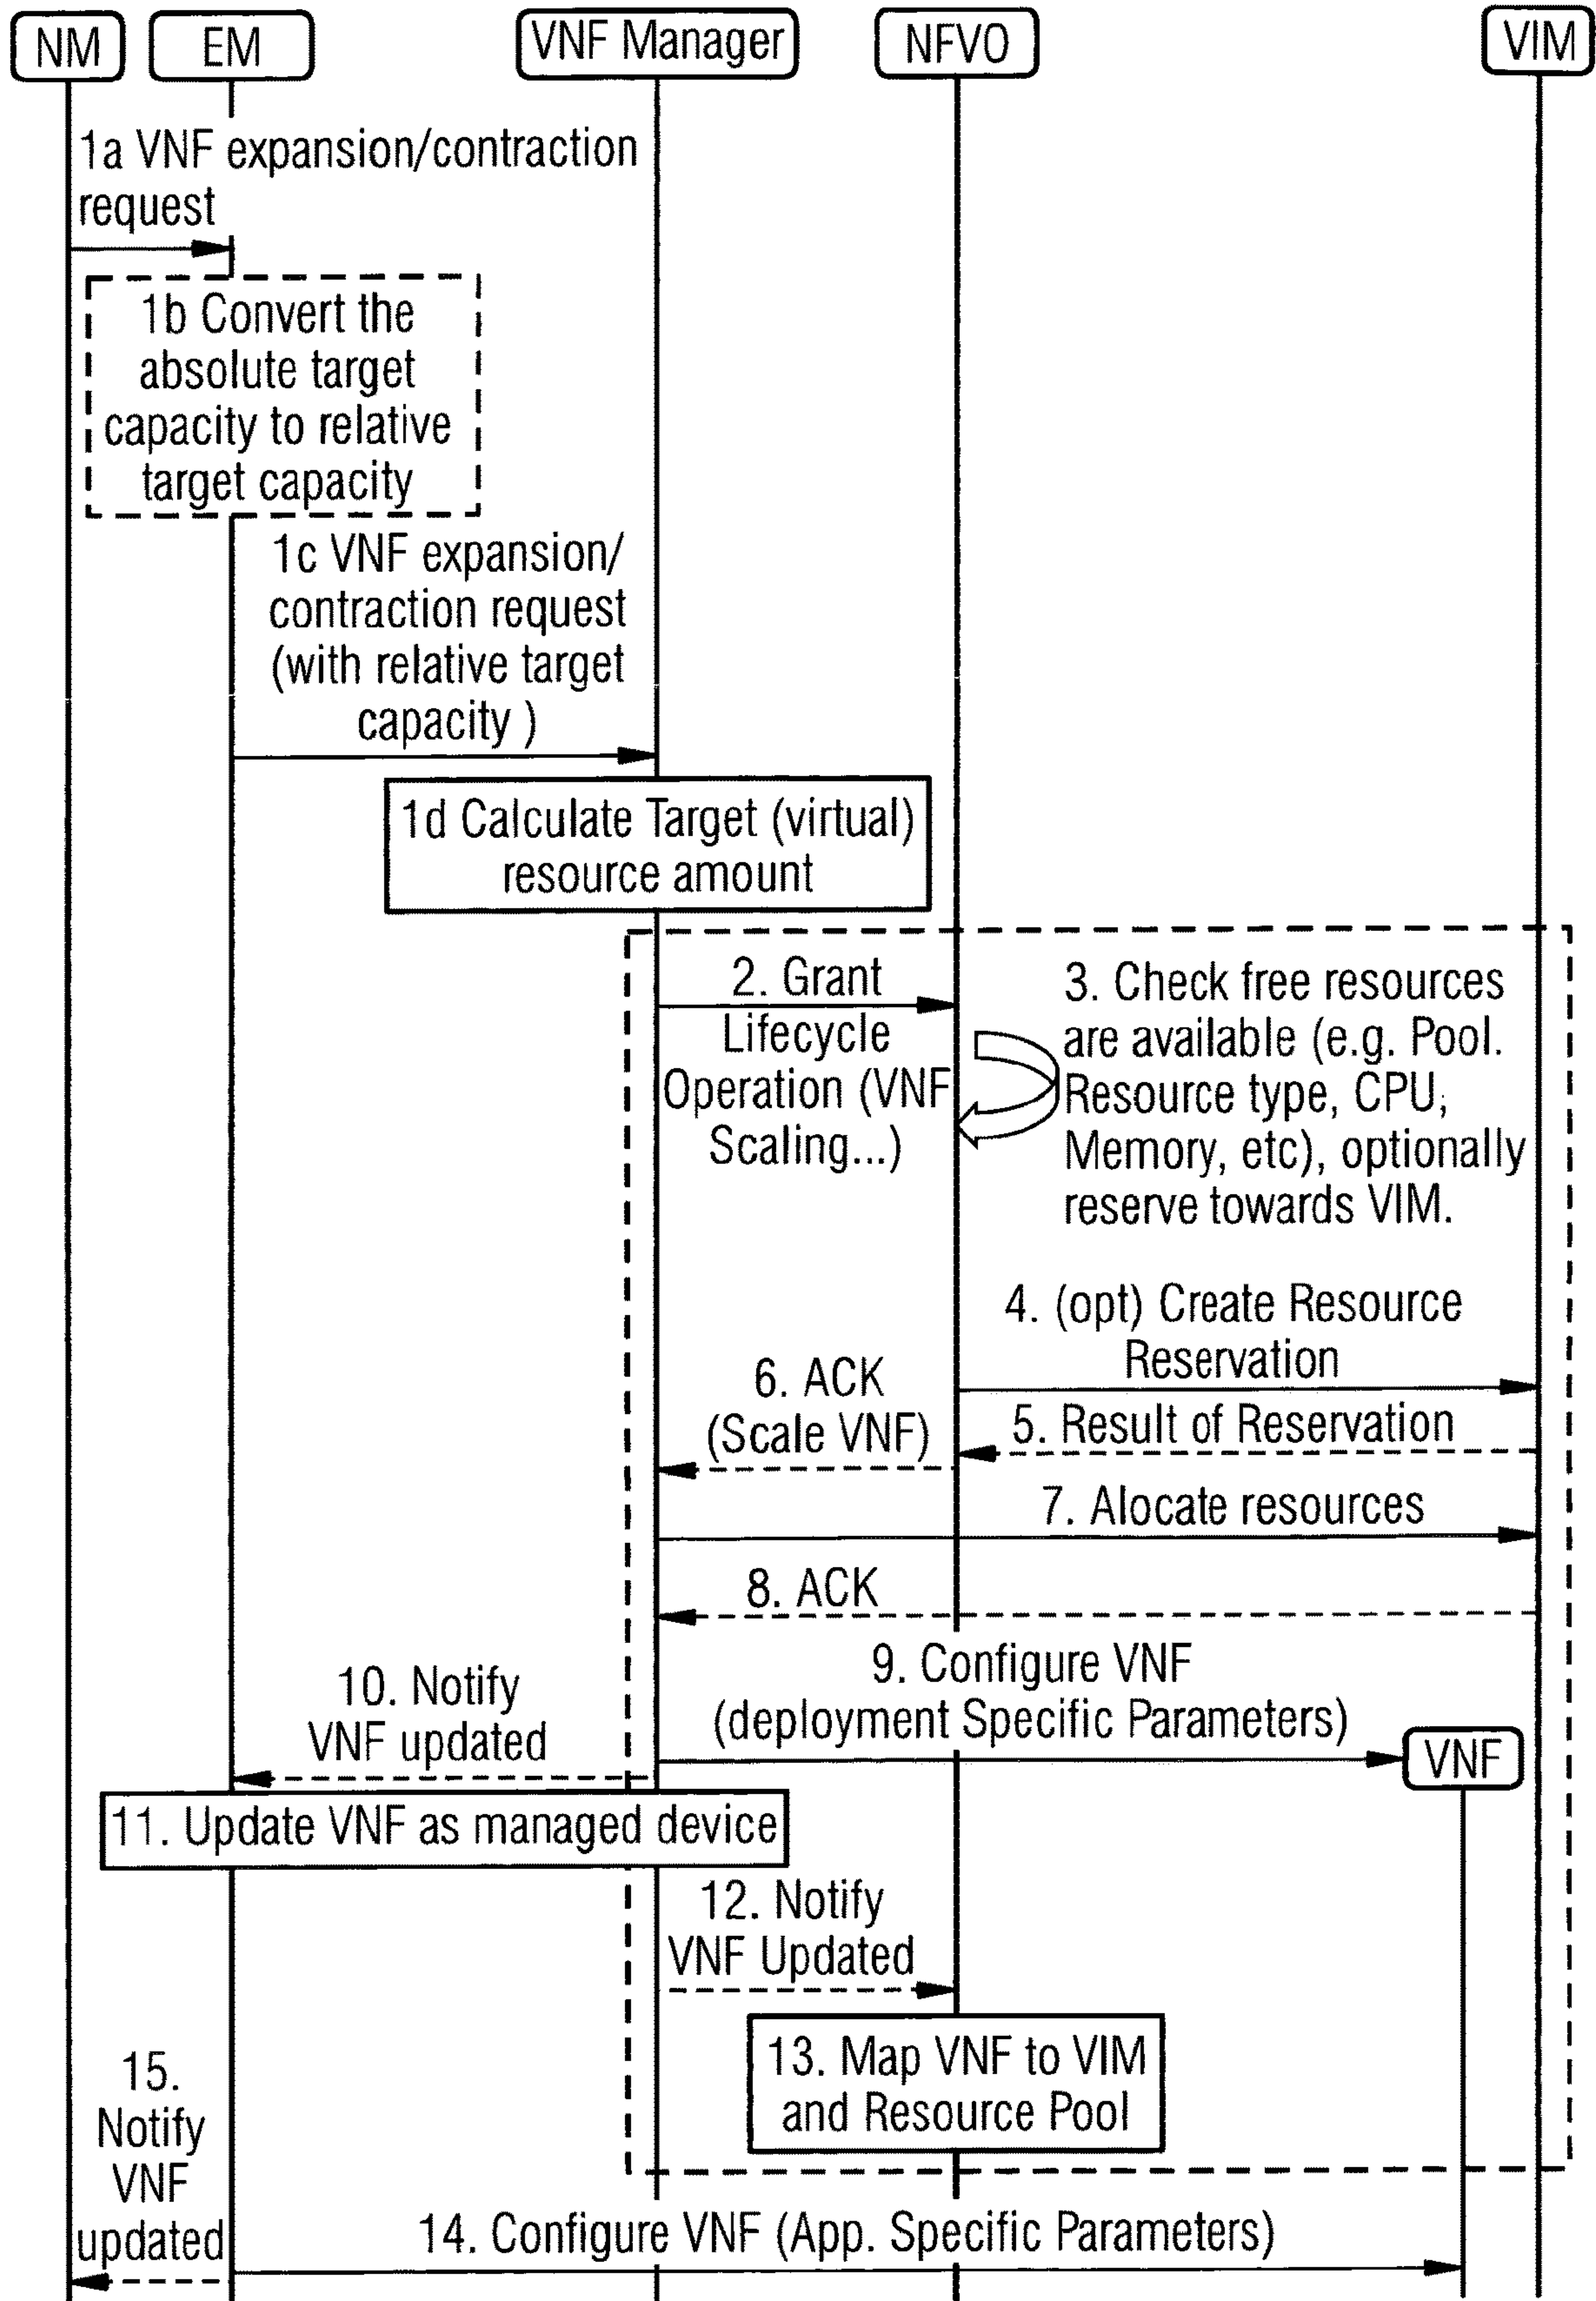 NM
EM
VNF Manager
NFVO
VIM
1a VNF expansion/contraction
request
1b Convert the
absolute target
capacity to relative
target capacity
1c VNF expansion/
contraction request
(with relative target
capacity )
1d Calculate Target (virtual)
resource amount
2. Grant
Lifecycle
Operation (VNF
Scaling...)
3. Check free resources
are available (e.g. Pool.
Resource type, CPU,
Memory, etc), optionally
reserve towards VIM.
4. (opt) Create Resource
Reservation
6. ACK
(Scale VNF)
5. Result of Reservation
7. Alocate resources
8. ACK
9. Configure VNF
(deployment Specific Parameters)
10. Notify
VNF updated
VNF
11. Update VNF as managed device
12. Notify
VNF Updated
13. Map VNF to VIM
and Resource Pool
15.
Notify
VNF
updated
14. Configure VNF (App. Specific Parameters)